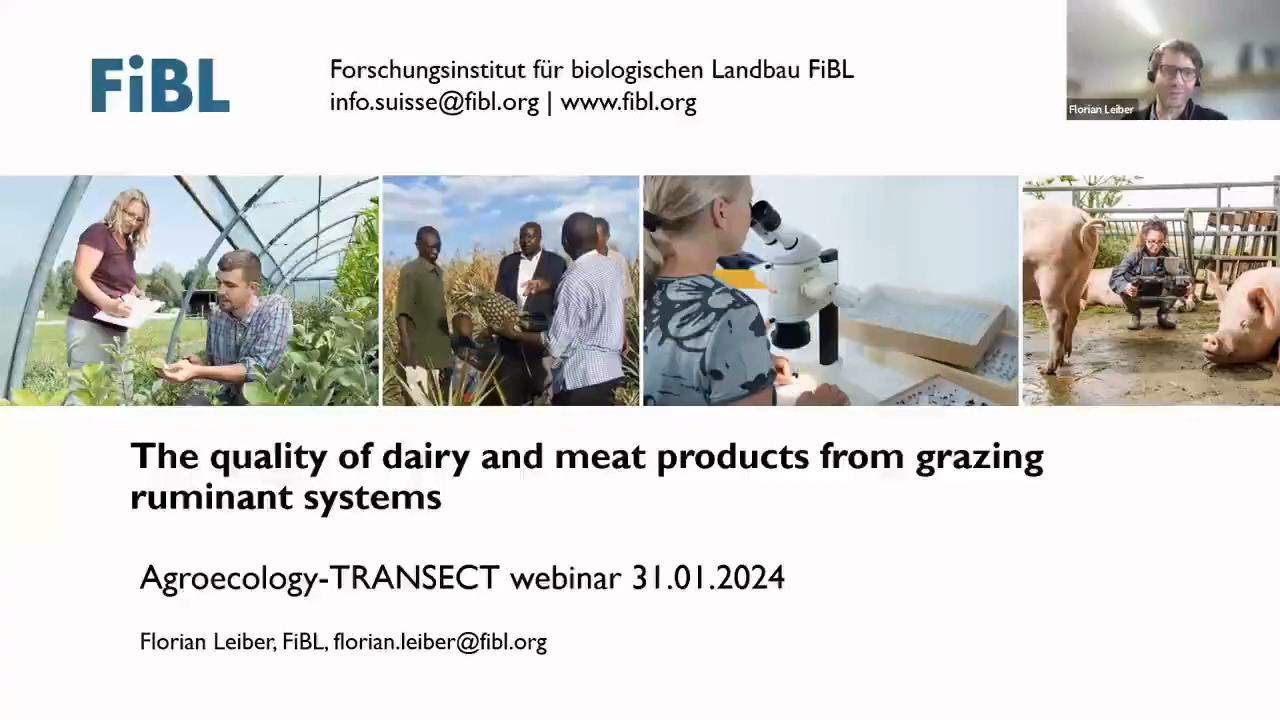 FiBL
Forschungsinstitut für biologischen Landbau FiBL
info.suisse@fibl.org | www.fibl.org
Florian Leiber
The quality of dairy and meat products from grazing
ruminant systems
Agroecology-TRANSECT webinar 31.01.2024
Florian Leiber, FiBL, florian.leiber@fibl.org